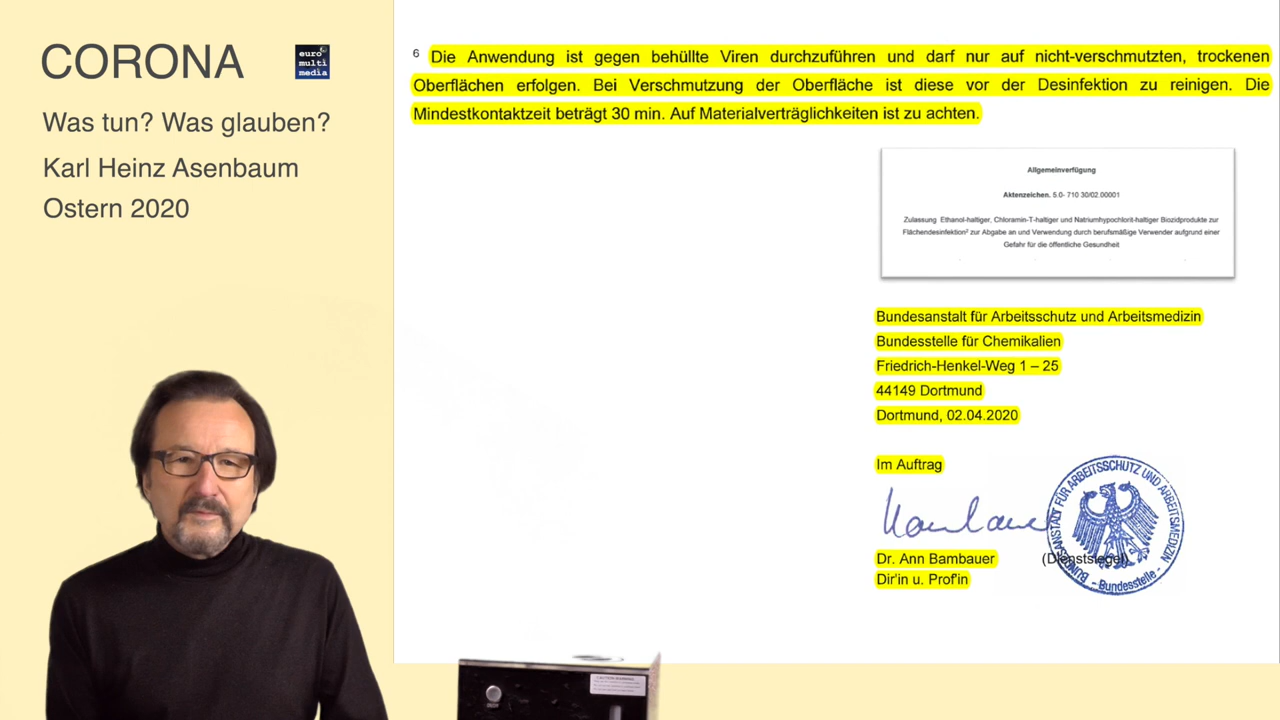 CORONA
euro
multi
media
Was tun? Was glauben?
Karl Heinz Asenbaum
Ostern 2020
6 Die Anwendung ist gegen behüllte Viren durchzuführen und darf nur auf nicht-verschmutzten, trockenen
Oberflächen erfolgen. Bei Verschmutzung der Oberfläche ist diese vor der Desinfektion zu reinigen. Die
Mindestkontaktzeit beträgt 30 min. Auf Materialverträglichkeiten ist zu achten.
Allgemeinverfügung
Aktenzeichen. 5.0- 710 30/02.00001
Zulassung Ethanol-haltiger, Chloramin-T-haltiger und Natriumhypochlorit-haltiger Biozidprodukte zur
Flächendesinfektion² zur Abgabe an und Verwendung durch berufsmäßige Verwender aufgrund einer
Gefahr für die öffentliche Gesundheit
Bundesanstalt für Arbeitsschutz und Arbeitsmedizin
Bundesstelle für Chemikalien
Friedrich-Henkel-Weg 1 – 25
44149 Dortmund
Dortmund, 02.04.2020
Im Auftrag
BUNDESANSTALT FÜR ARBEITSSCHUTZ UND ARBEITSMEDIZIN
- Bundesstelle -
Dr. Ann Bambauer (Dienstsiegel)
Dir'in u. Prof'in